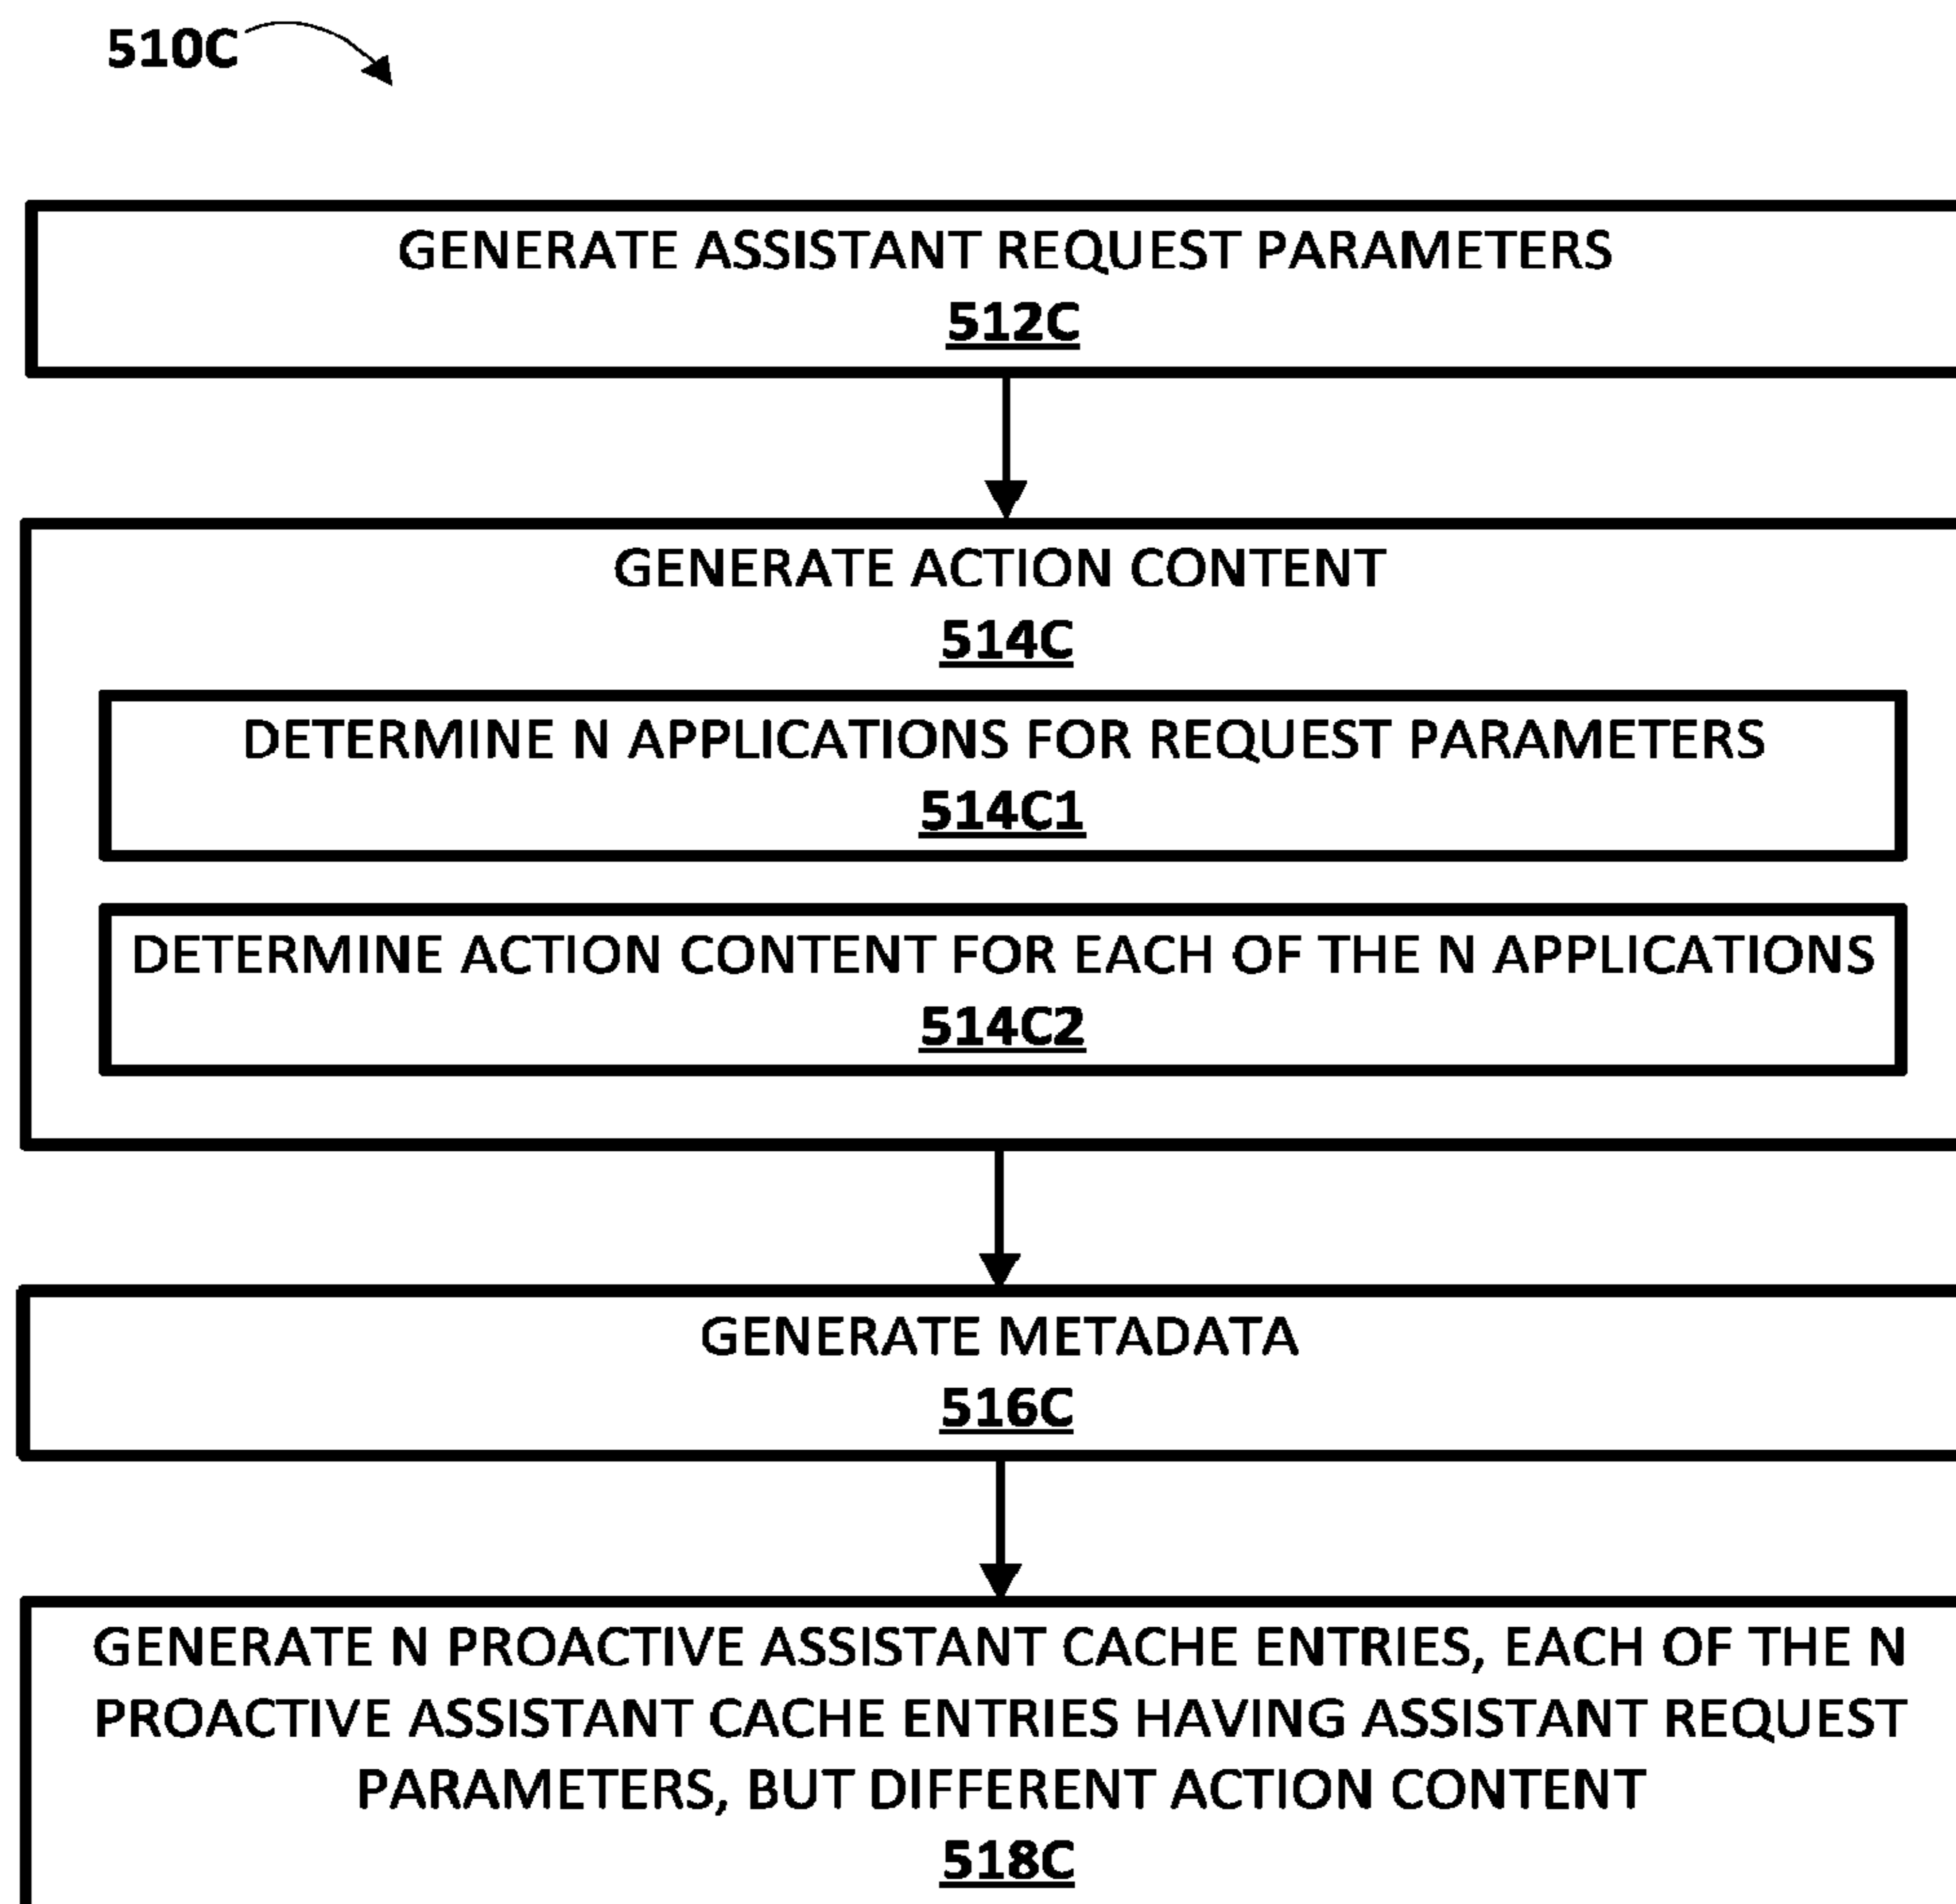 510C
GENERATE ASSISTANT REQUEST PARAMETERS
512C
GENERATE ACTION CONTENT
514C
DETERMINE N APPLICATIONS FOR REQUEST PARAMETERS
514C1
DETERMINE ACTION CONTENT FOR EACH OF THE N APPLICATIONS
514C2
GENERATE METADATA
516C
GENERATE N PROACTIVE ASSISTANT CACHE ENTRIES, EACH OF THE N
PROACTIVE ASSISTANT CACHE ENTRIES HAVING ASSISTANT REQUEST
PARAMETERS, BUT DIFFERENT ACTION CONTENT
518C